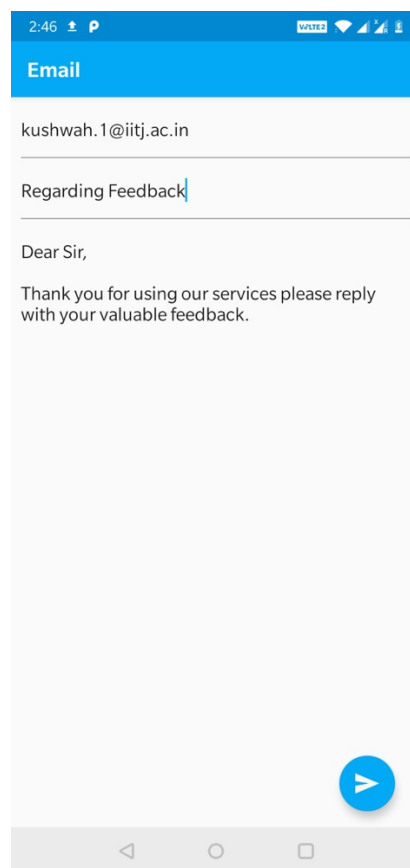 2:46
VoLTE2
Email
kushwah.1@iitj.ac.in
Regarding Feedback
Dear Sir,
Thank you for using our services please reply
with your valuable feedback.